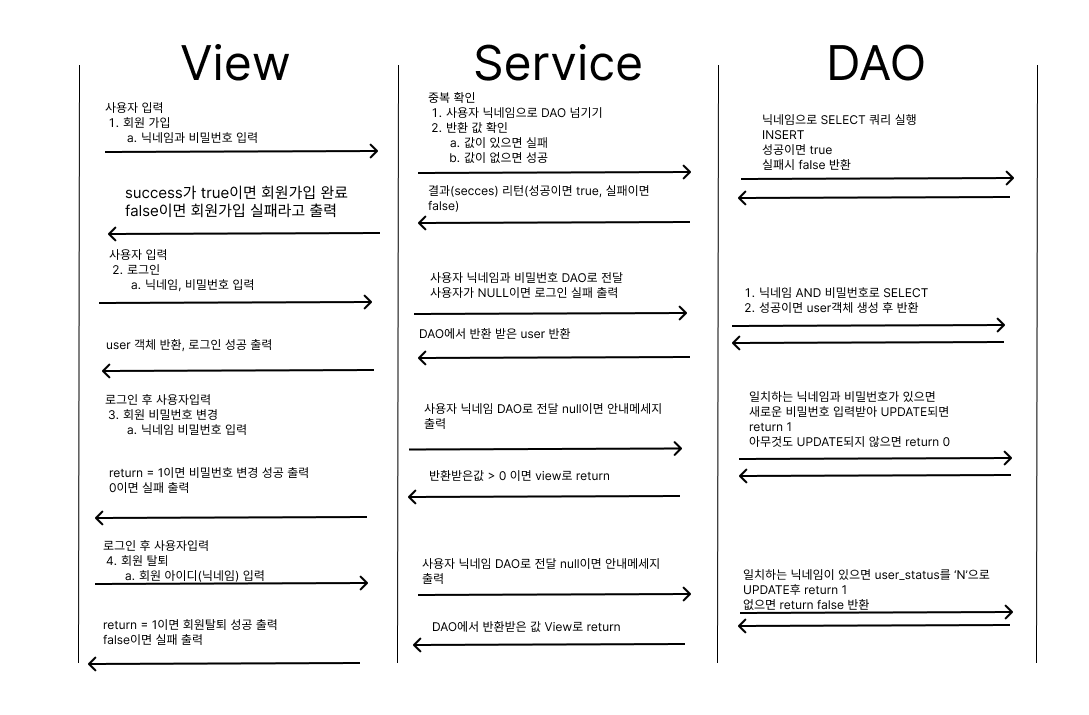 View
사용자 입력
1. 회원 가입
a. 닉네임과 비밀번호 입력
success가 true이면 회원가입 완료
false이면 회원가입 실패라고 출력
사용자 입력
2. 로그인
a. 닉네임, 비밀번호 입력
user 객체 반환, 로그인 성공 출력
로그인 후 사용자입력
3. 회원 비밀번호 변경
a. 닉네임 비밀번호 입력
return = 1이면 비밀번호 변경 성공 출력
0이면 실패 출력
로그인 후 사용자입력
4. 회원 탈퇴
a. 회원 아이디(닉네임) 입력
return = 1이면 회원탈퇴 성공 출력
false이면 실패 출력
Service
중복 확인
1. 사용자 닉네임으로 DAO 넘기기
2. 반환 값 확인
a. 값이 있으면 실패
b. 값이 없으면 성공
결과(secces) 리턴(성공이면 true, 실패이면
false)
사용자 닉네임과 비밀번호 DAO로 전달
사용자가 NULL이면 로그인 실패 출력
DAO에서 반환 받은 user 반환
사용자 닉네임 DAO로 전달 null이면 안내메세지
출력
반환받은값 > 0 이면 view로 return
사용자 닉네임 DAO로 전달 null이면 안내메세지
출력
DAO에서 반환받은 값 View로 return
DAO
닉네임으로 SELECT 쿼리 실행
INSERT
성공이면 true
실패시 false 반환
1. 닉네임 AND 비밀번호로 SELECT
2. 성공이면 user객체 생성 후 반환
일치하는 닉네임과 비밀번호가 있으면
새로운 비밀번호 입력받아 UPDATE되면
return 1
아무것도 UPDATE되지 않으면 return 0
일치하는 닉네임이 있으면 user_status를 ‘N’으로
UPDATE후 return 1
없으면 return false 반환